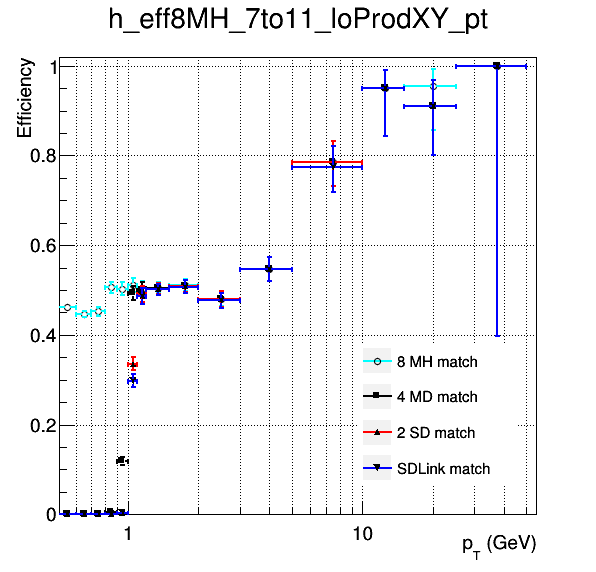 h_eff8MH_7to11_loProdXY_pt
Efficiency
1
0.8
0.6
0.4
0.2
0
8 MH match
4 MD match
2 SD match
SDLink match
1
10
p_T (GeV)